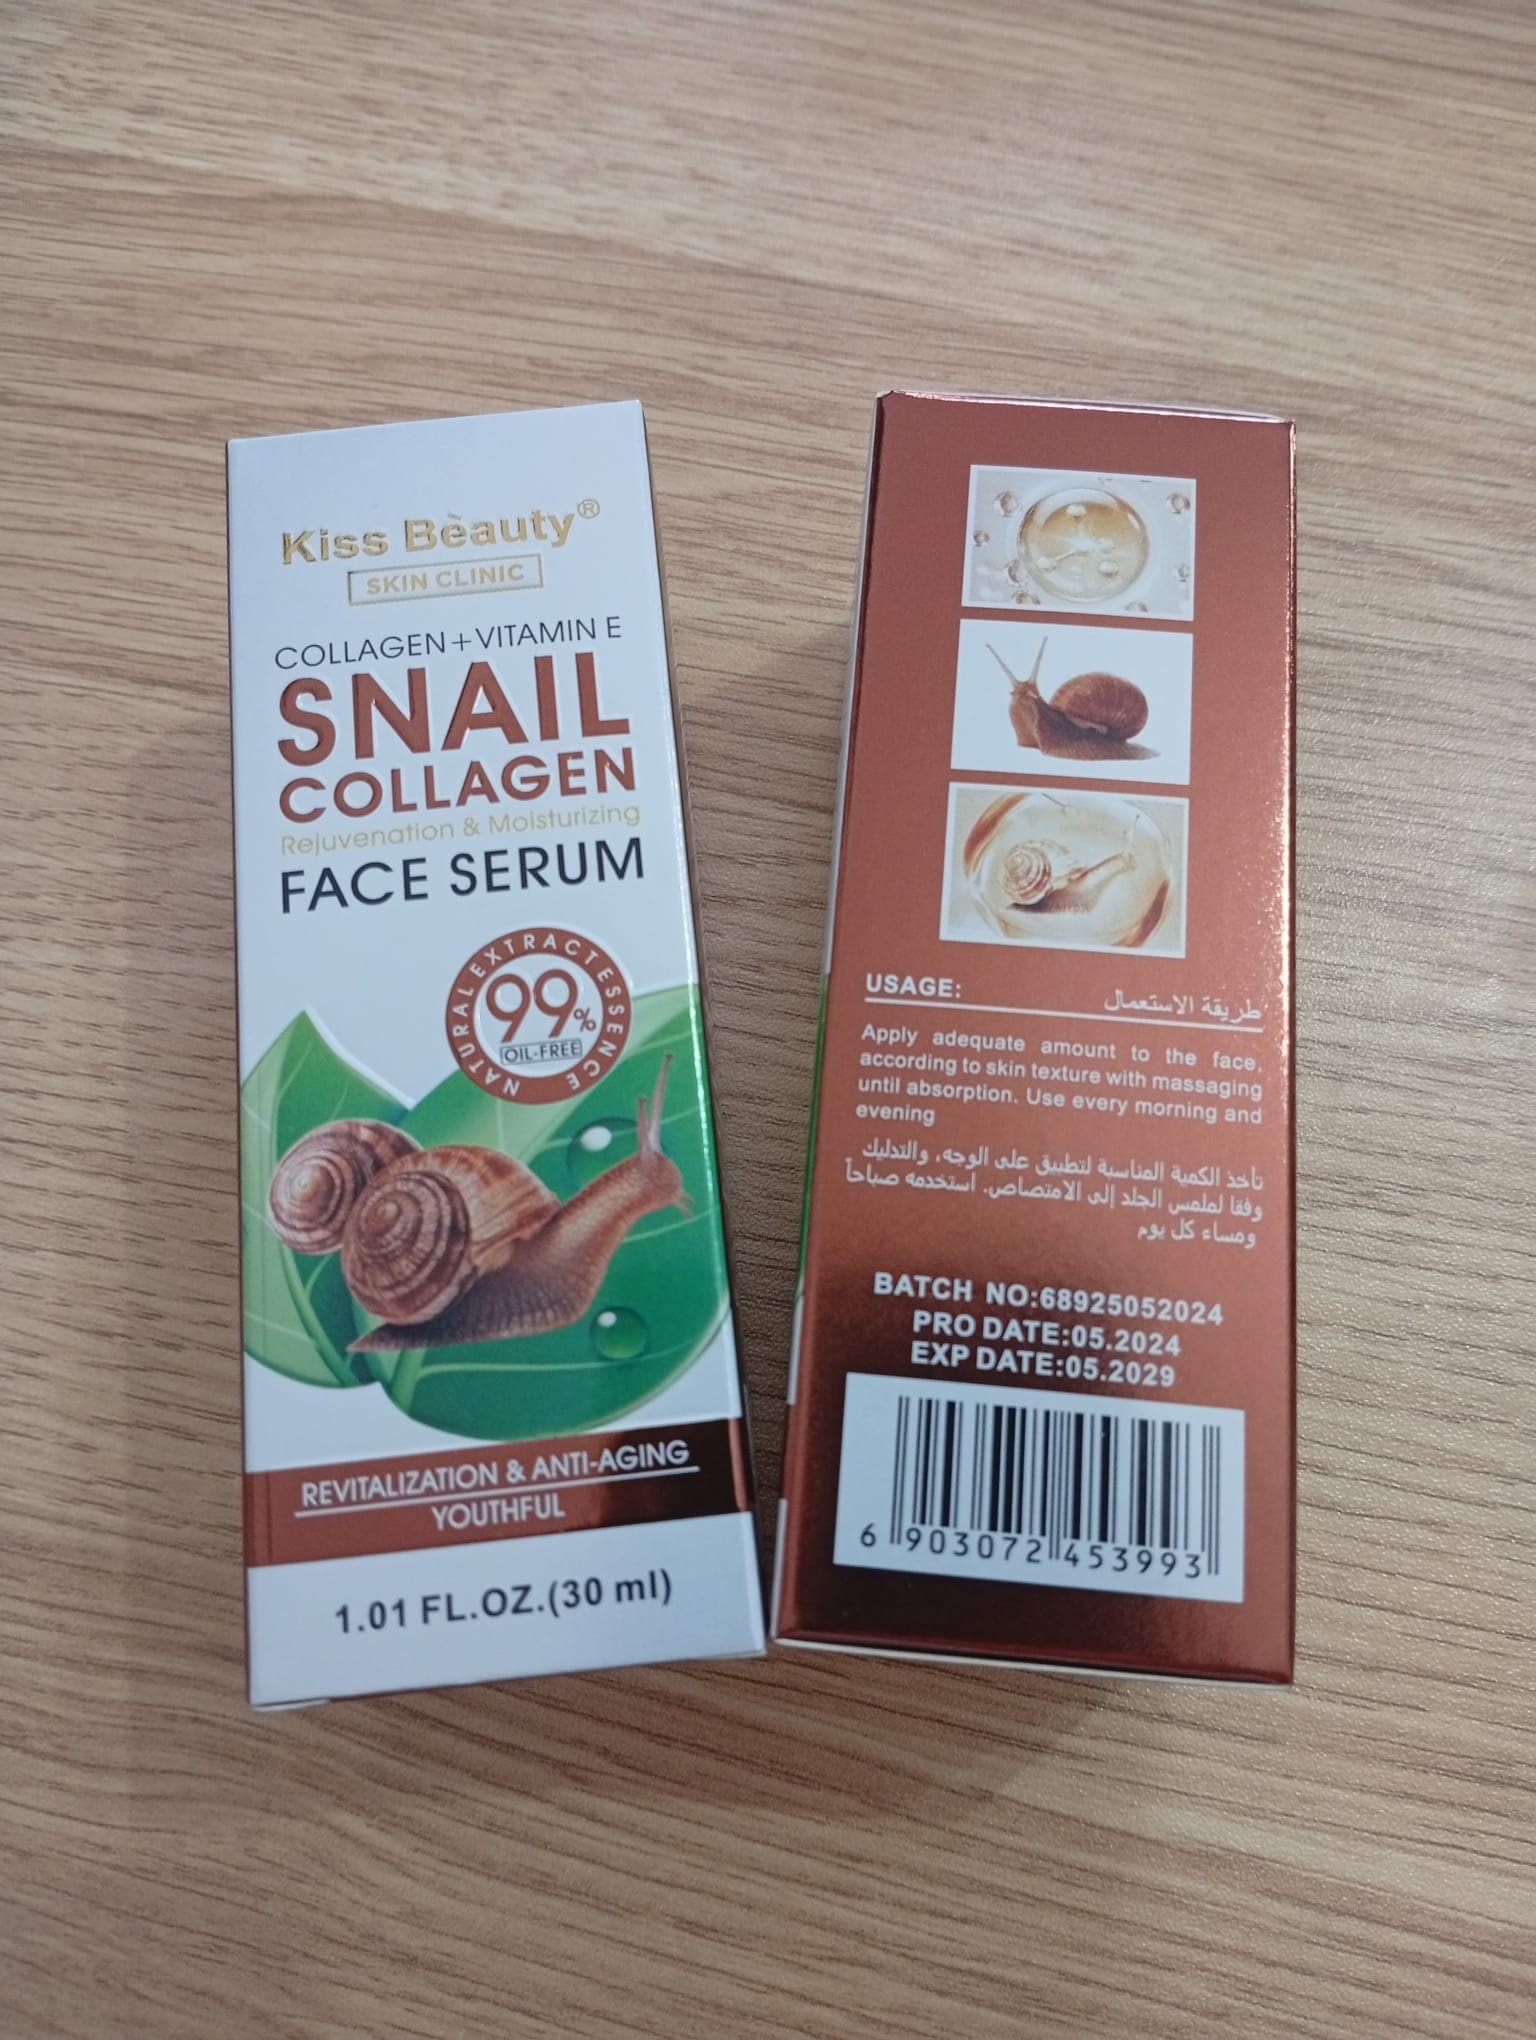 Kiss Bèauty®
SKIN CLINIC
COLLAGEN+VITAMIN E
SNAIL
COLLAGEN
Rejuvenation & Moisturizing
FACE SERUM
NATURAL EXTRACT ESSENCE
99%
OIL-FREE
REVITALIZATION & ANTI-AGING
YOUTHFUL
1.01 FL.OZ.(30 ml)
USAGE:
طريقة الاستعمال
Apply adequate amount to the face,
according to skin texture with massaging
until absorption. Use every morning and
evening
تأخذ الكمية المناسبة لتطبيق على الوجه، والتدليك
وفقا لملمس الجلد إلى الامتصاص. استخدمه صباحاً
ومساء كل يوم
BATCH NO:68925052024
PRO DATE:05.2024
EXP DATE:05.2029
6 903072 453993